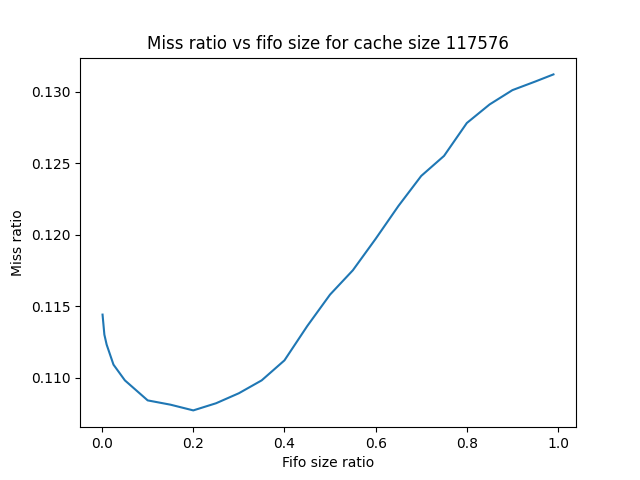 Miss ratio vs fifo size for cache size 117576
0.130
0.125
0.120
0.115
0.110
Miss ratio
0.0 0.2 0.4 0.6 0.8 1.0
Fifo size ratio